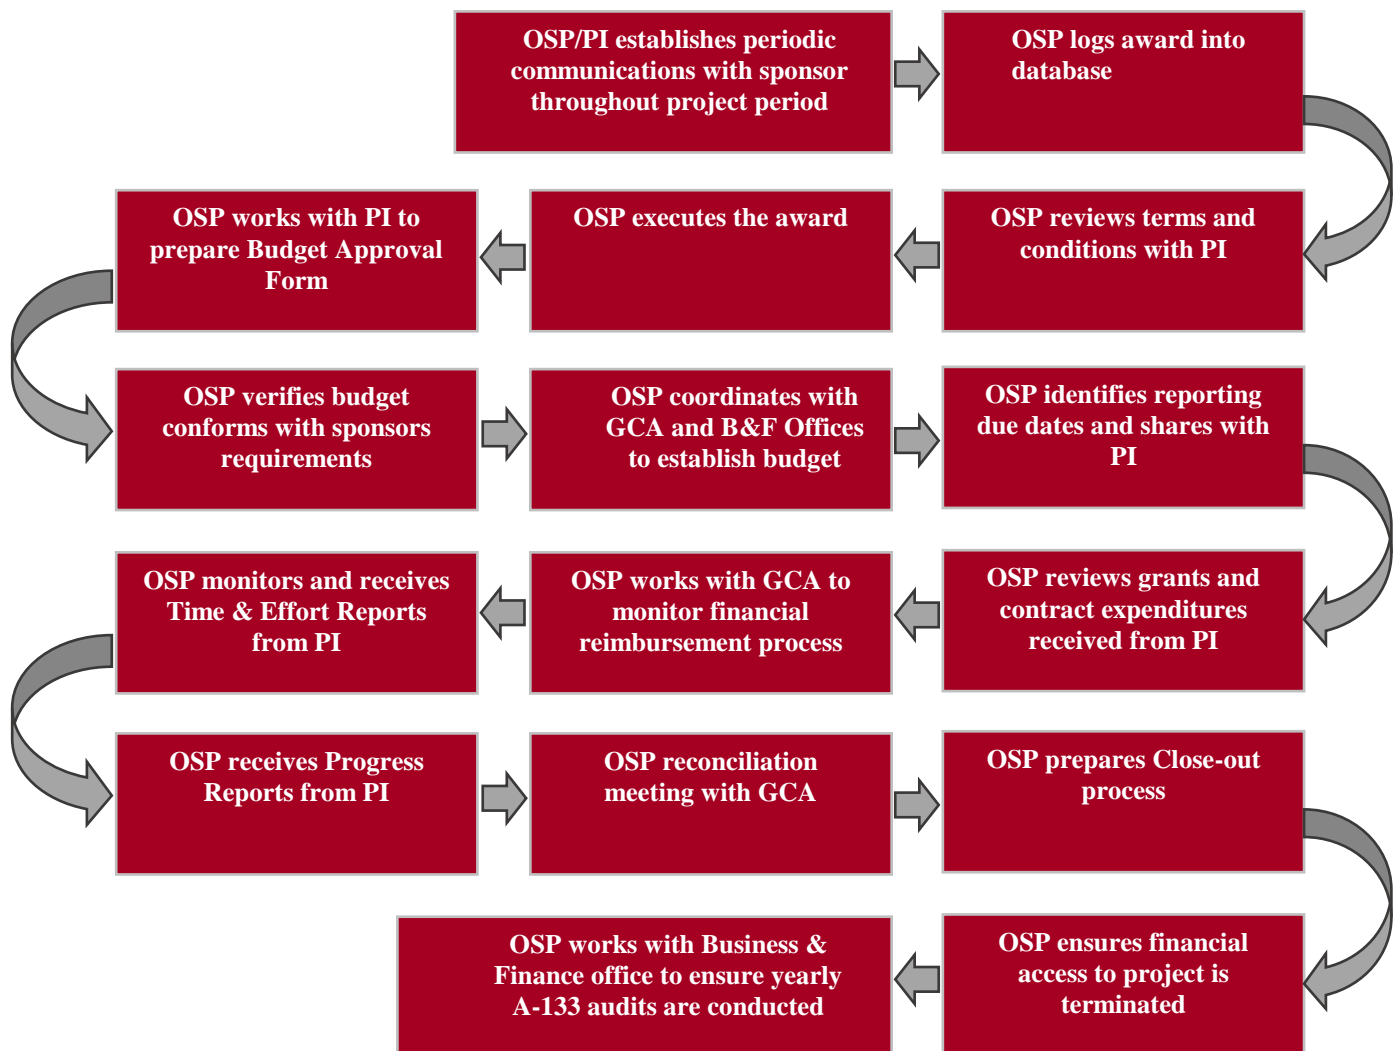 OSP/PI establishes periodic
communications with sponsor
throughout project period
OSP logs award into
database
OSP reviews terms and
conditions with PI
OSP executes the award
OSP works with PI to
prepare Budget Approval
Form
OSP verifies budget
conforms with sponsors
requirements
OSP coordinates with
GCA and B&F Offices
to establish budget
OSP identifies reporting
due dates and shares with
PI
OSP reviews grants and
contract expenditures
received from PI
OSP works with GCA to
monitor financial
reimbursement process
OSP monitors and receives
Time & Effort Reports
from PI
OSP receives Progress
Reports from PI
OSP reconciliation
meeting with GCA
OSP prepares Close-out
process
OSP ensures financial
access to project is
terminated
OSP works with Business &
Finance office to ensure yearly
A-133 audits are conducted